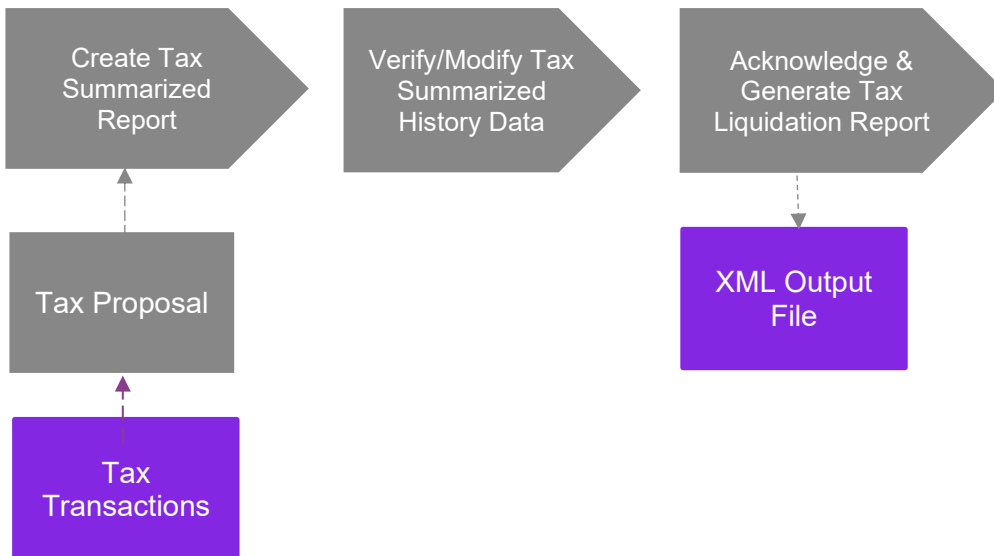 Create Tax
Summarized
Report
Verify/Modify Tax
Summarized
History Data
Acknowledge &
Generate Tax
Liquidation Report
Tax Proposal
XML Output
File
Tax
Transactions